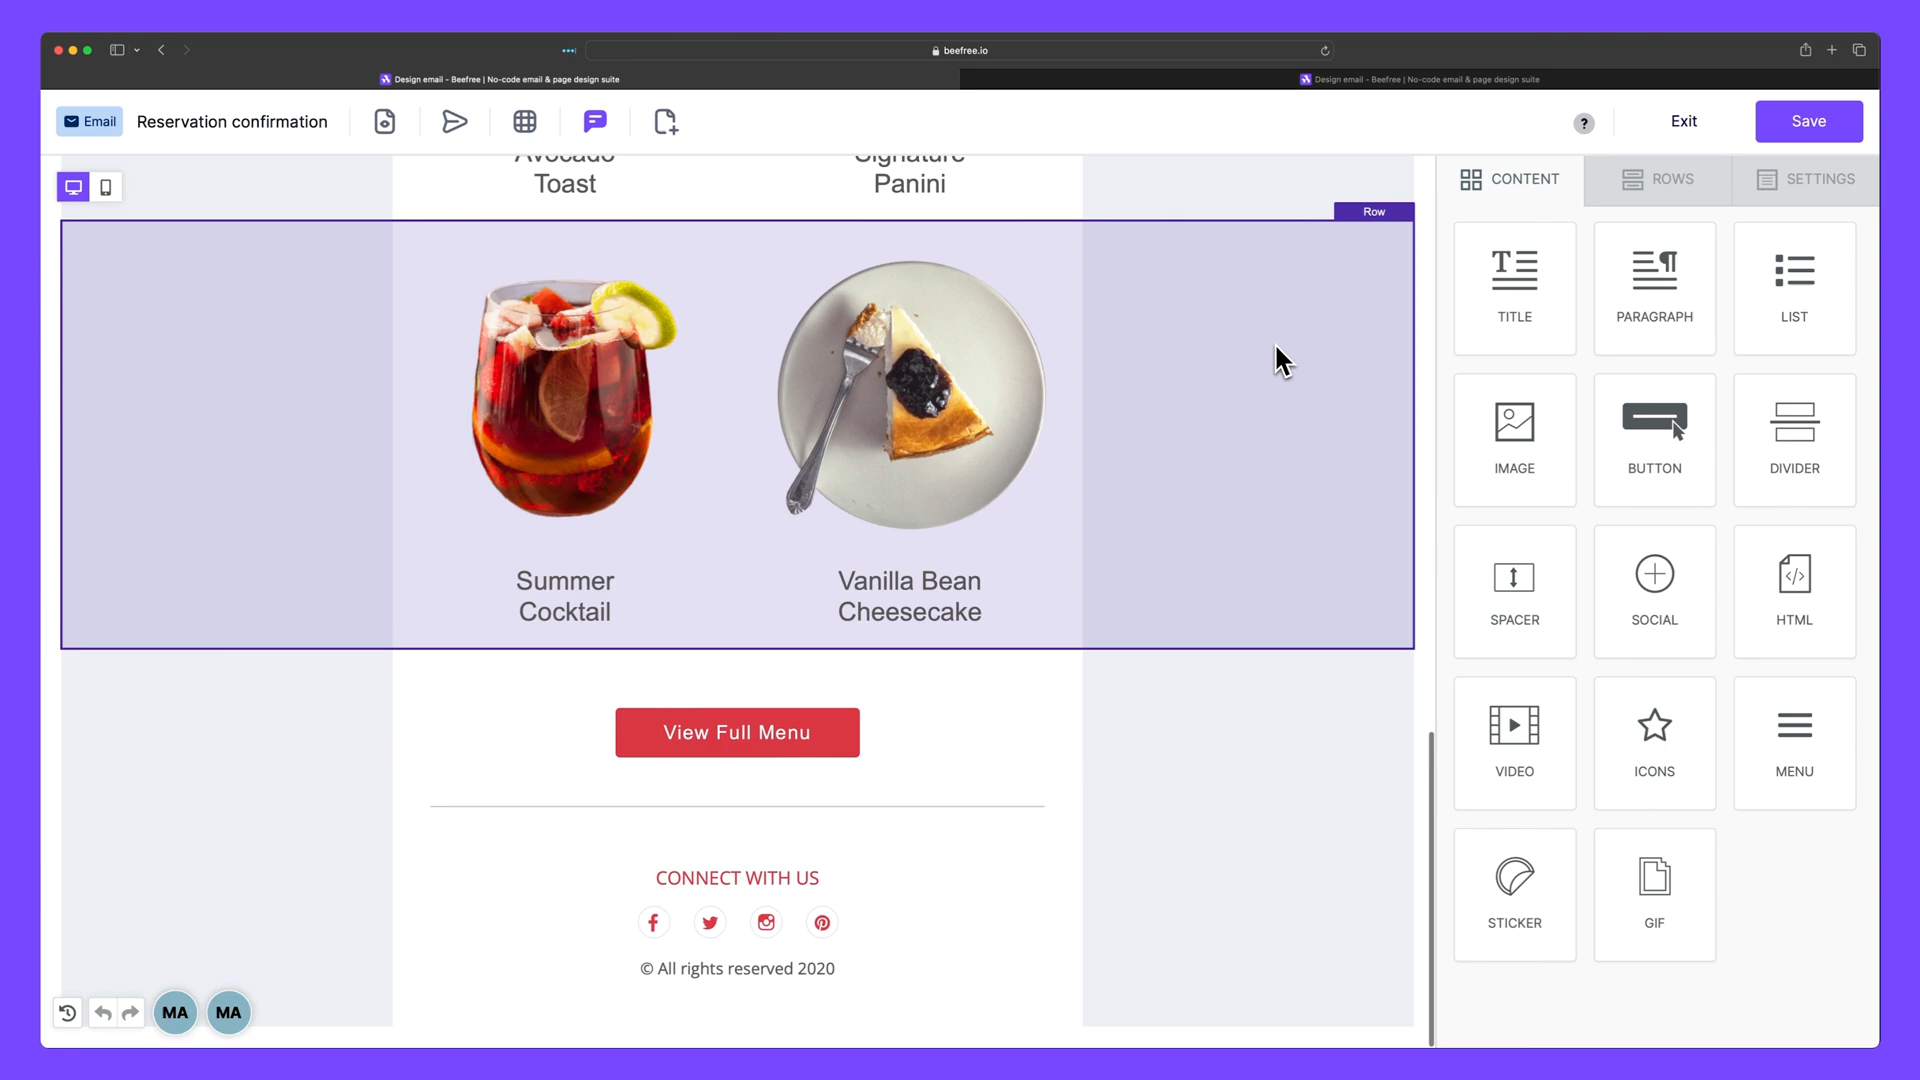 beefree.io
Design email - Beefree | No-code email & page design suite
Design email - Beefree | No-code email & page design suite
Email
Reservation confirmation
?
Exit
Save
Avocado
Toast
Signature
Panini
Row
Summer
Cocktail
Vanilla Bean
Cheesecake
View Full Menu
CONNECT WITH US
© All rights reserved 2020
MA
MA
CONTENT
ROWS
SETTINGS
TITLE
PARAGRAPH
LIST
IMAGE
BUTTON
DIVIDER
SPACER
SOCIAL
HTML
VIDEO
ICONS
MENU
STICKER
GIF